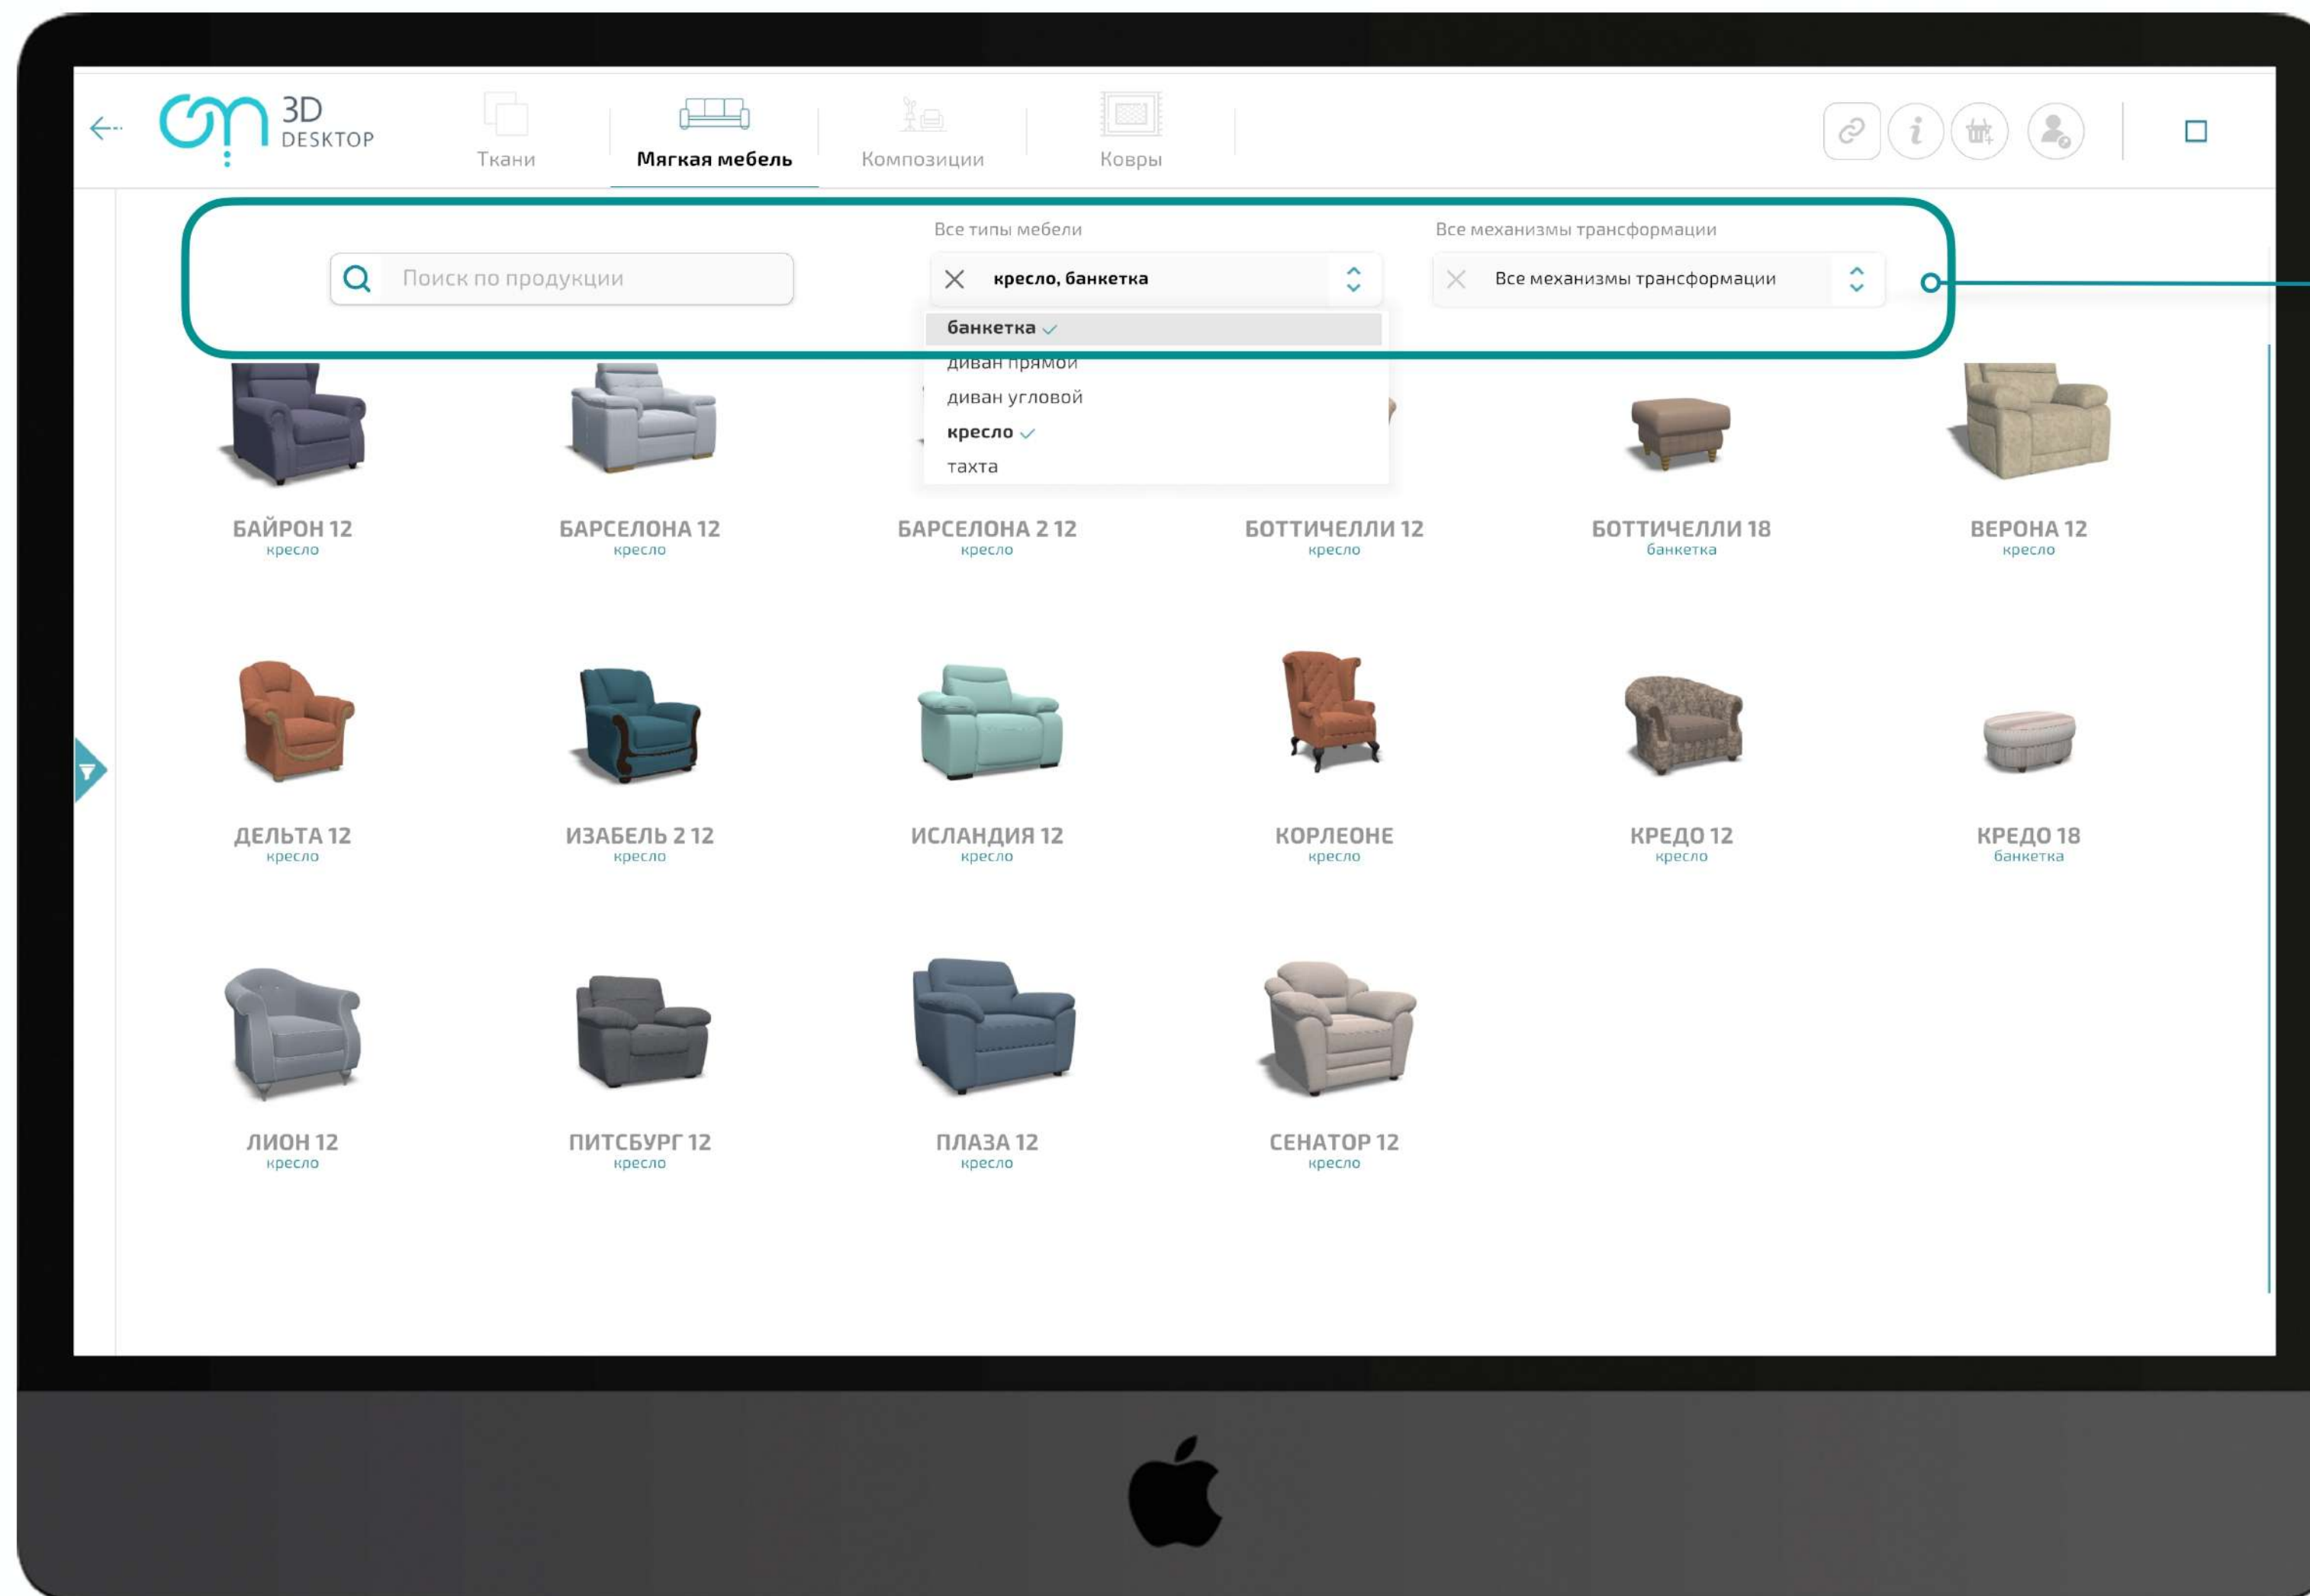 3D
DESKTOP
Ткани
Мягкая мебель
Композиции
Ковры
Все типы мебели
Все механизмы трансформации
Поиск по продукции
кресло, банкетка
Все механизмы трансформации
банкетка
диван прямой
диван угловой
кресло
тахта
БАЙРОН 12
кресло
БАРСЕЛОНА 12
кресло
БАРСЕЛОНА 2 12
кресло
БОТТИЧЕЛЛИ 12
кресло
БОТТИЧЕЛЛИ 18
банкетка
ВЕРОНА 12
кресло
ДЕЛЬТА 12
кресло
ИЗАБЕЛЬ 2 12
кресло
ИСЛАНДИЯ 12
кресло
КОРЛЕОНЕ
кресло
КРЕДО 12
кресло
КРЕДО 18
банкетка
ЛИОН 12
кресло
ПИТСБУРГ 12
кресло
ПЛАЗА 12
кресло
СЕНАТОР 12
кресло